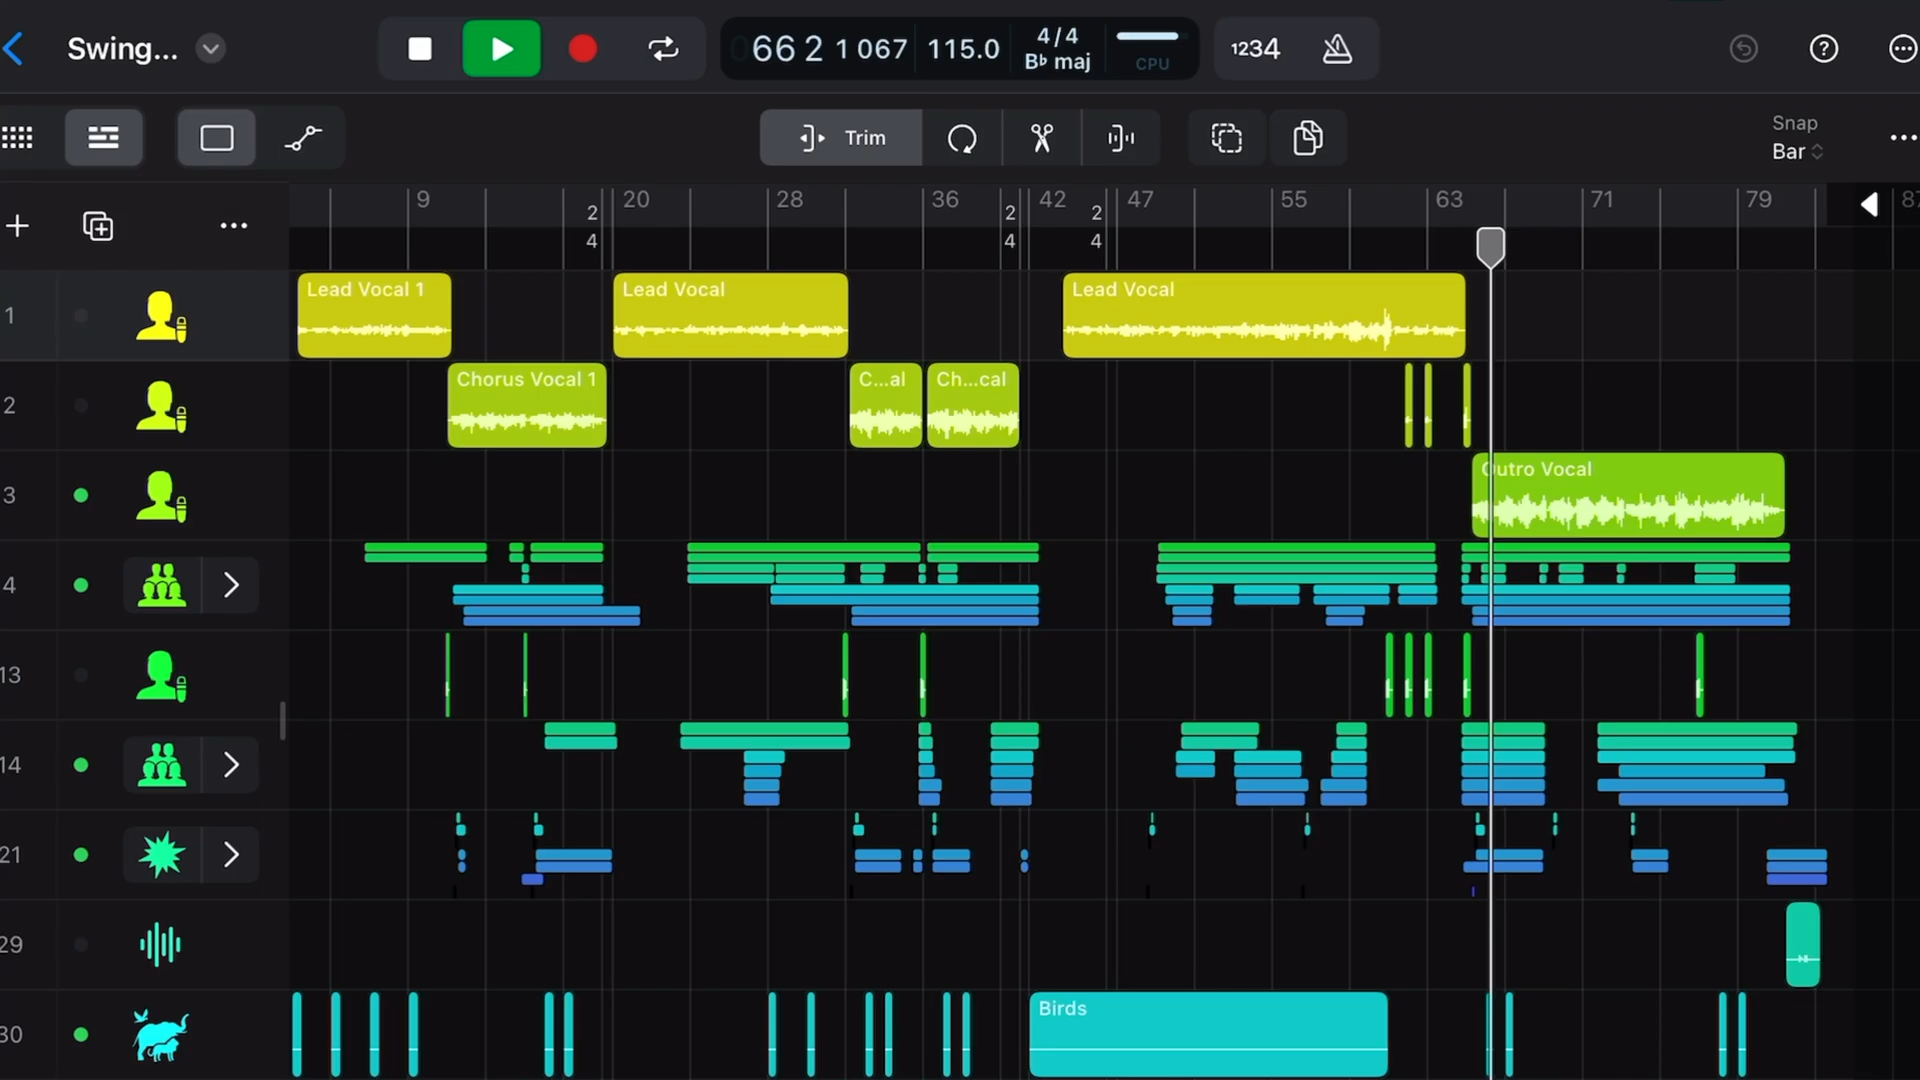 Swing...
66 2 1 067
115.0
4/4
B♭ maj
CPU
1234
Trim
Snap
Bar
9 20 28 36 42 47 55 63 71 79 87
2 2 2
4 4 4
1
Lead Vocal 1
Lead Vocal
Lead Vocal
2
Chorus Vocal 1
C...al
Ch...cal
3
Outro Vocal
4
13
14
21
29
30
Birds